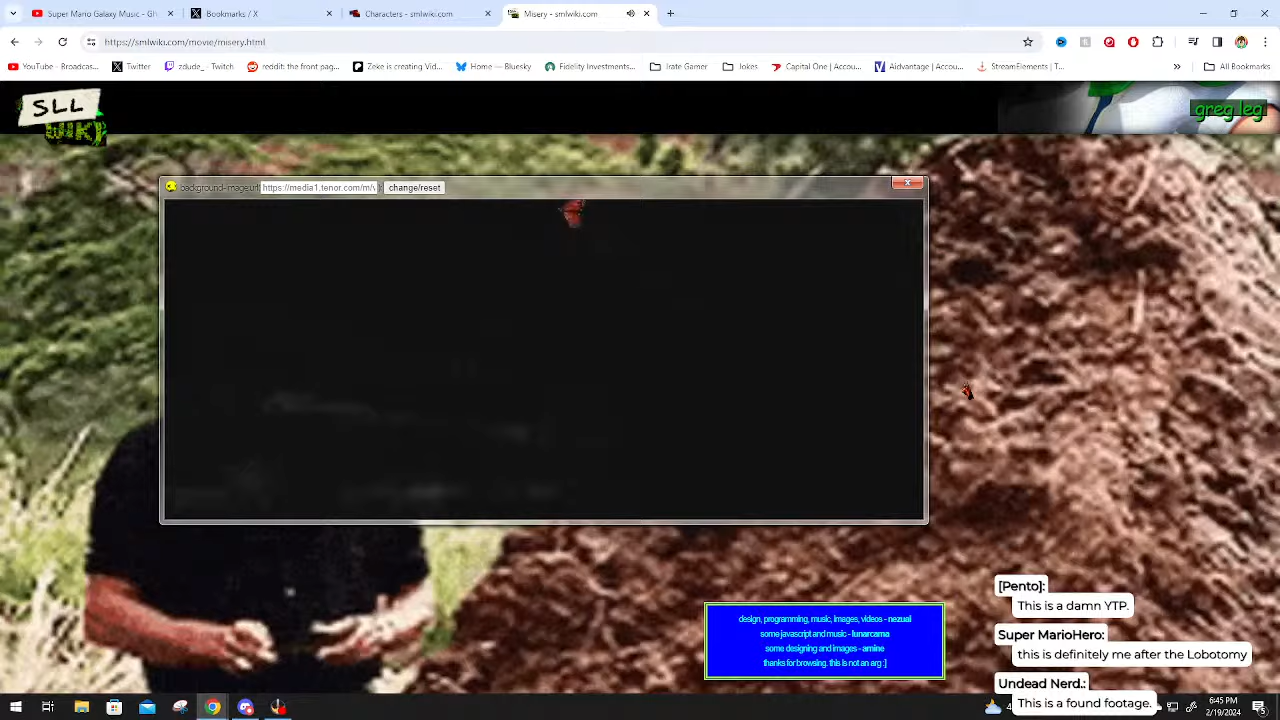 Super Mario Galaxy Music - Gli
Bookmarks / X
Characters - smlwiki.com
Misery - smlwiki.com
https://smlwiki.com/movie/misery.html
YouTube - Broadcas...
Twitter
zdude_ - Twitch
reddit: the front pag...
Zeke is creating Vid...
Home — Bluesky
Fidelity Investments...
Irate Gamer
Jokes
Capital One | Accou...
Advantage | Accou...
StreamElements | T...
All Bookmarks
SLL
WIKI
greg leg
https://media1.tenor.com/m/v
change/reset
design, programming, music, images, videos - nezuai
some javascript and music - lunarcama
some designing and images - amine
thanks for browsing. this is not an arg :]
[Pento]:
This is a damn YTP.
Super MarioHero:
this is definitely me after the Lobotomy
Undead Nerd.:
This is a found footage.
6:45 PM
2/19/2024